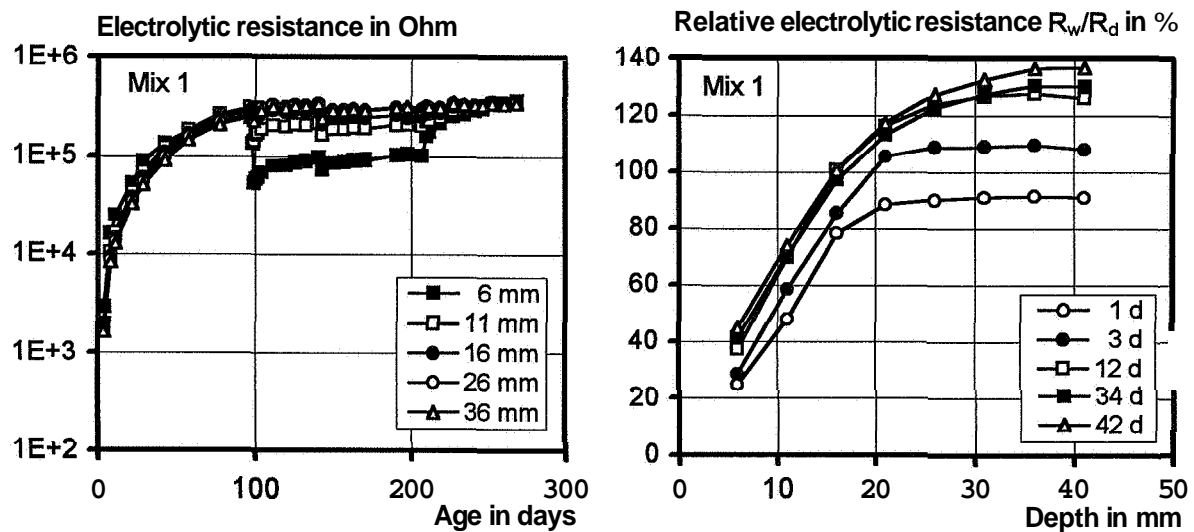 Electrolytic resistance in Ohm
1E+6
1E+5
1E+4
1E+3
1E+2
Mix 1
6 mm
11 mm
16 mm
26 mm
36 mm
0
100
200
300
Age in days
Relative electrolytic resistance R_w/R_d in %
140
120
100
80
60
40
20
0
Mix 1
1 d
3 d
12 d
34 d
42 d
0
10
20
30
40
50
Depth in mm